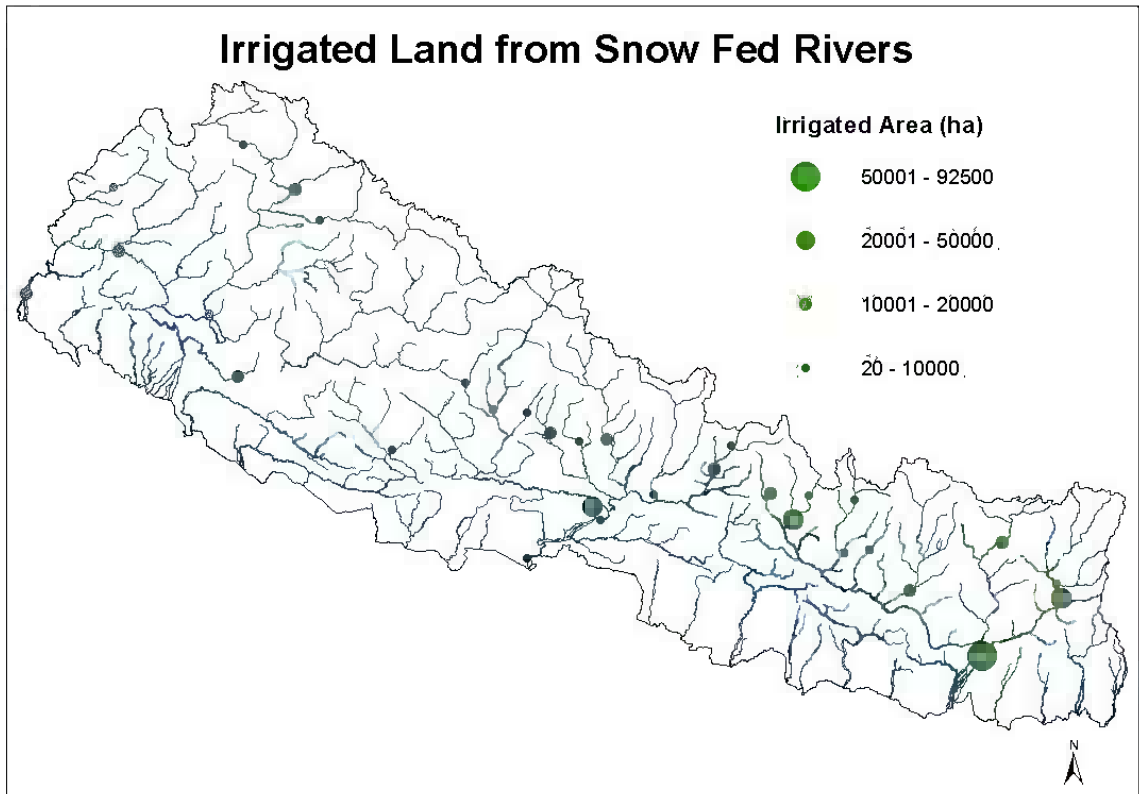 Irrigated Land from Snow Fed Rivers
Irrigated Area (ha)
50001 - 92500
20001 - 50000
10001 - 20000
20 - 10000
N